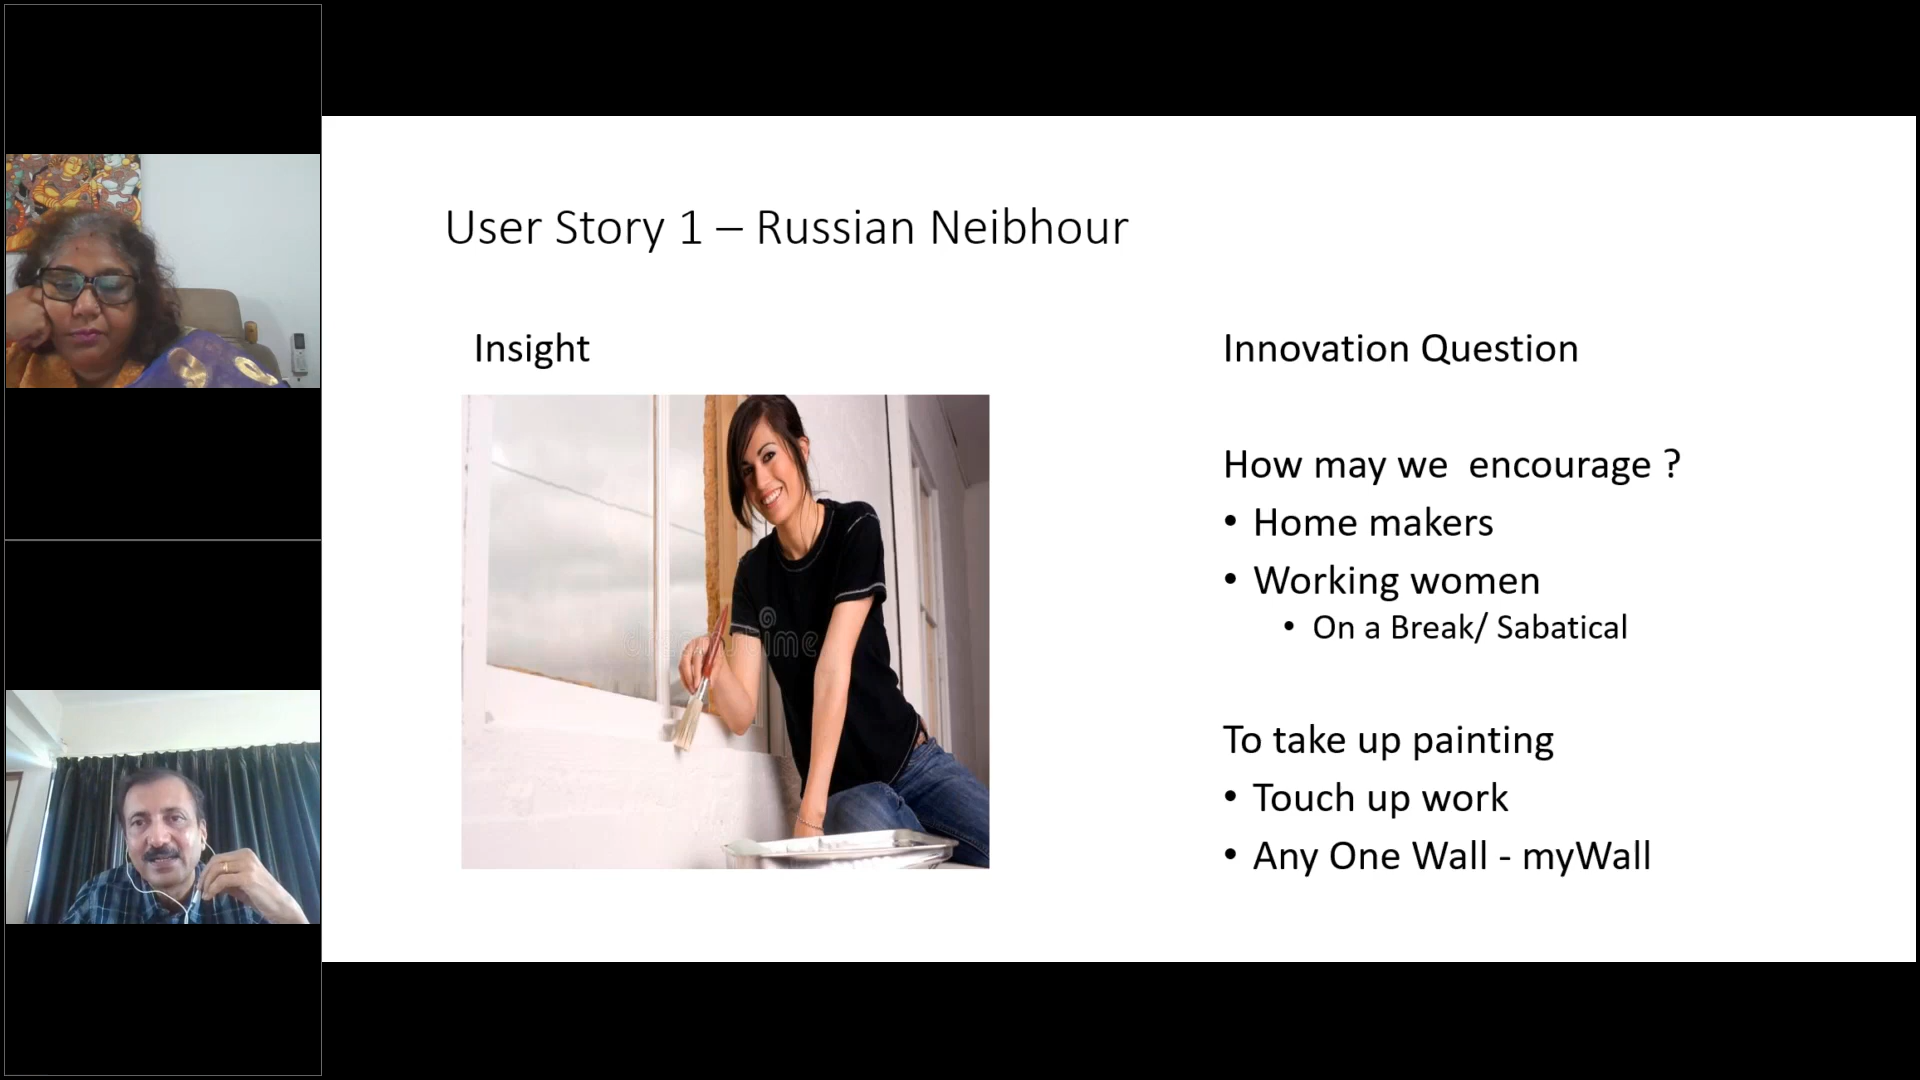 User Story 1 – Russian Neibhour
Insight
dreamstime
Innovation Question
How may we  encourage ?
• Home makers
• Working women
• On a Break/ Sabatical
To take up painting
• Touch up work
• Any One Wall - myWall